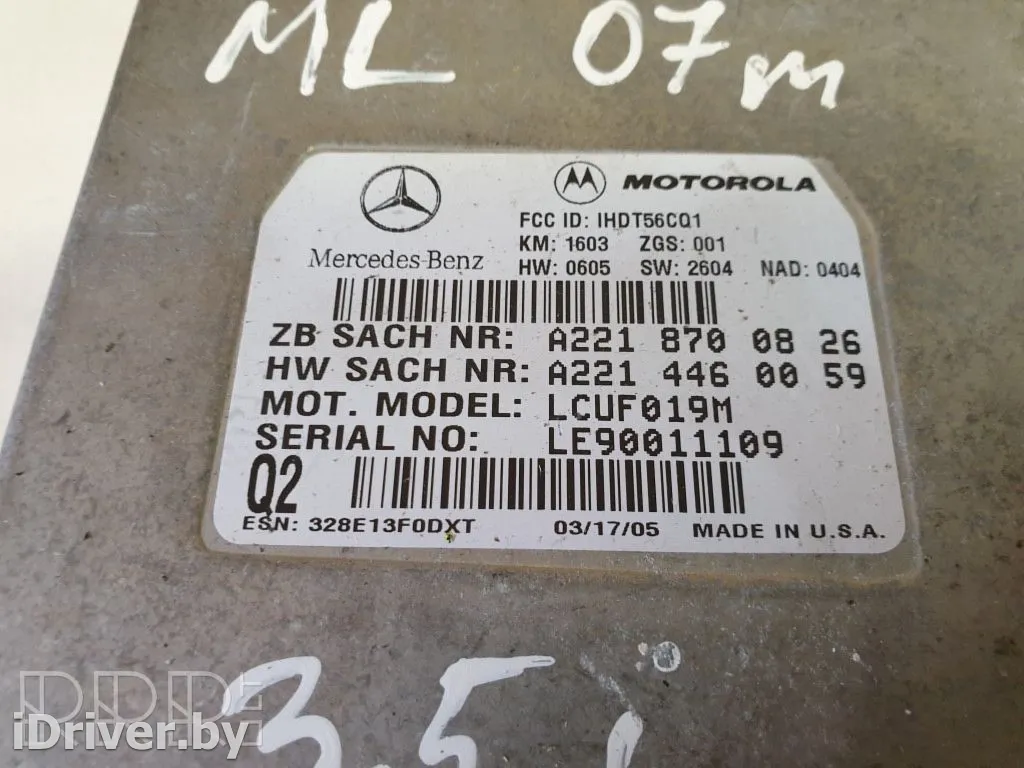 ML 07m
MOTOROLA
FCC ID: IHDT56CQ1
KM: 1603 ZGS: 001
Mercedes-Benz
HW: 0605 SW: 2604 NAD: 0404
ZB SACH NR: A221 870 08 26
HW SACH NR: A221 446 00 59
MOT. MODEL: LCUF019M
SERIAL NO: LE90011109
Q2
ESN: 328E13F0DXT 03/17/05 MADE IN U.S.A.
3.5 i
iDriver.by